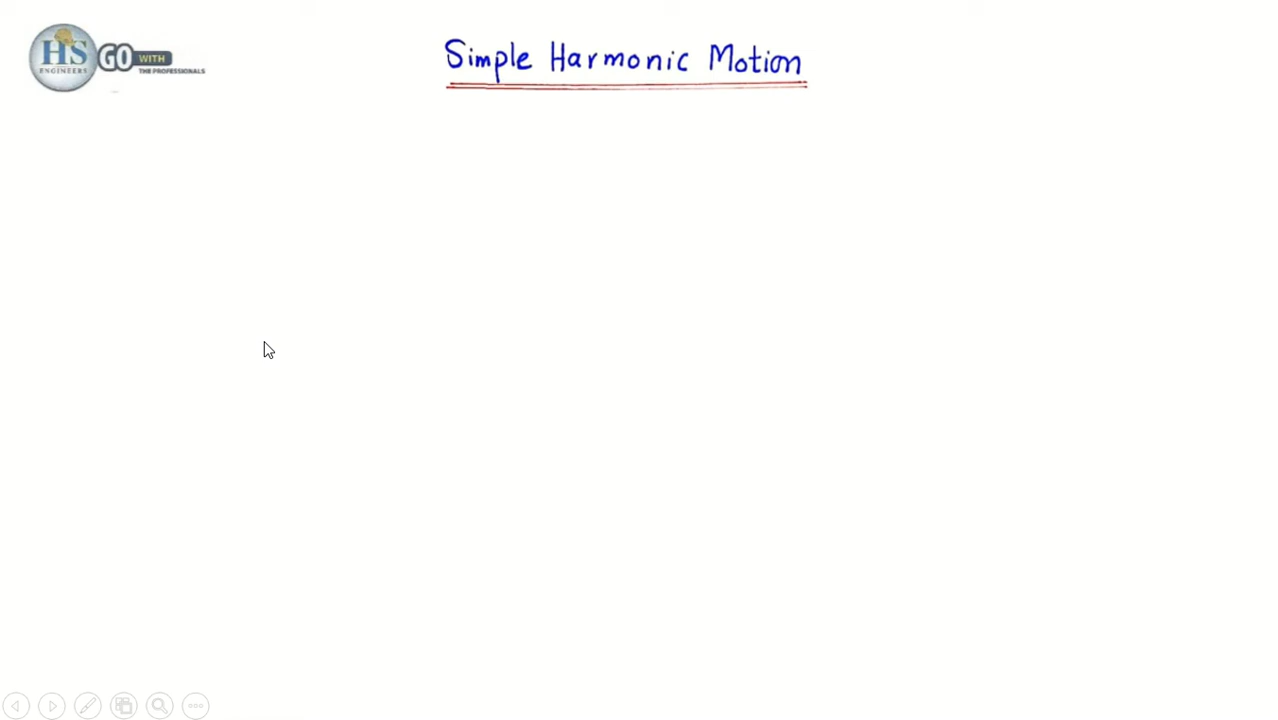 HS
ENGINEERS
GO WITH
THE PROFESSIONALS
Simple Harmonic Motion